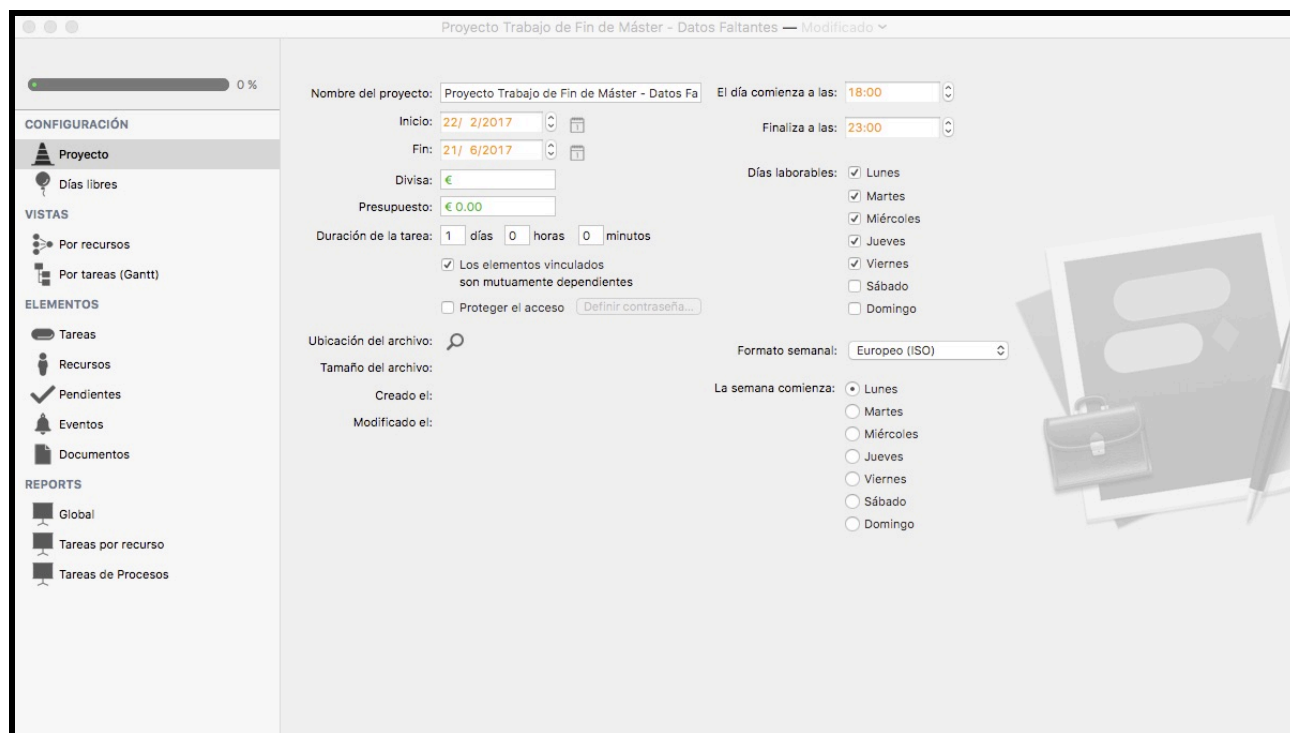 Proyecto Trabajo de Fin de Máster - Datos Faltantes — Modificado
0 %
CONFIGURACIÓN
Proyecto
Días libres
VISTAS
Por recursos
Por tareas (Gantt)
ELEMENTOS
Tareas
Recursos
Pendientes
Eventos
Documentos
REPORTS
Global
Tareas por recurso
Tareas de Procesos
Nombre del proyecto: Proyecto Trabajo de Fin de Máster - Datos Fa
Inicio: 22/ 2/2017
Fin: 21/ 6/2017
Divisa: €
Presupuesto: € 0.00
Duración de la tarea: 1 días 0 horas 0 minutos
Los elementos vinculados
son mutuamente dependientes
Proteger el acceso Definir contraseña...
Ubicación del archivo:
Tamaño del archivo:
Creado el:
Modificado el:
El día comienza a las: 18:00
Finaliza a las: 23:00
Días laborables: Lunes
Martes
Miércoles
Jueves
Viernes
Sábado
Domingo
Formato semanal: Europeo (ISO)
La semana comienza: Lunes
Martes
Miércoles
Jueves
Viernes
Sábado
Domingo